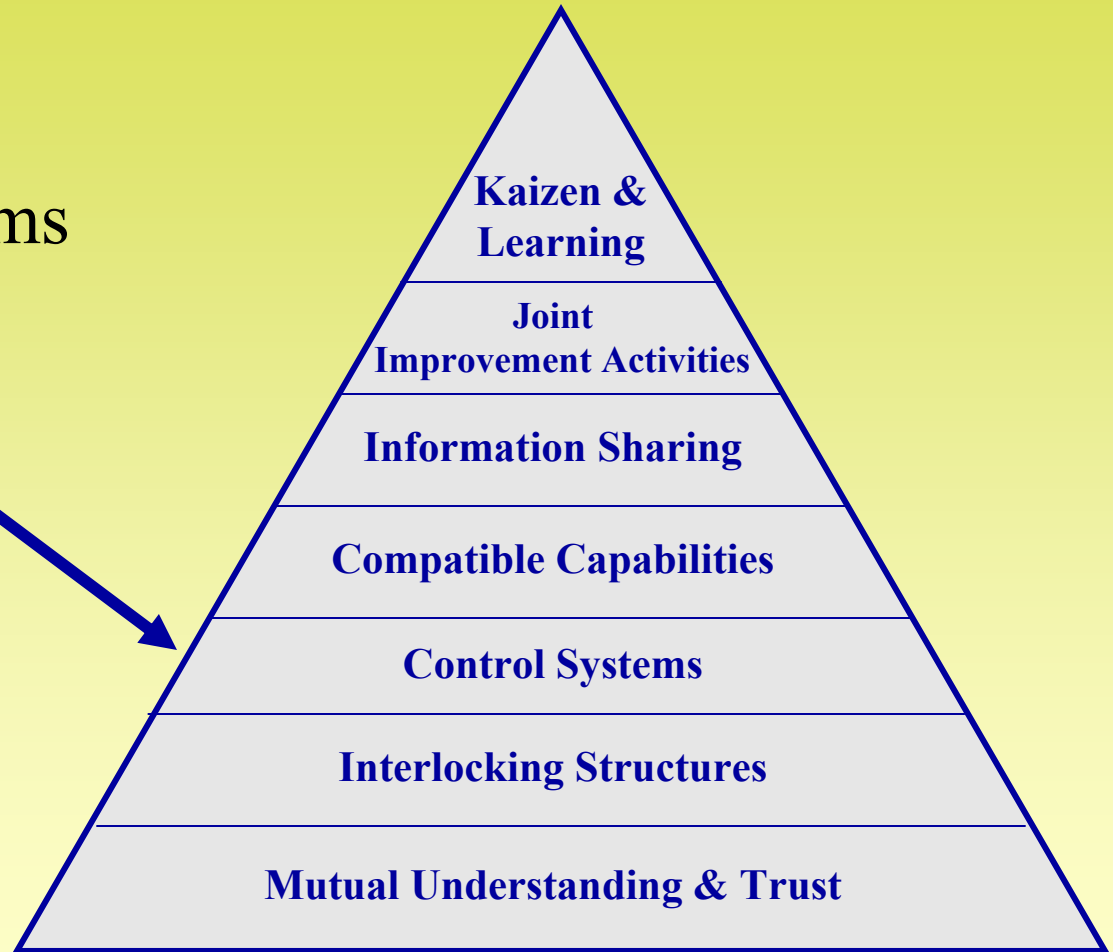 ms
Kaizen &
Learning
Joint
Improvement Activities
Information Sharing
Compatible Capabilities
Control Systems
Interlocking Structures
Mutual Understanding & Trust